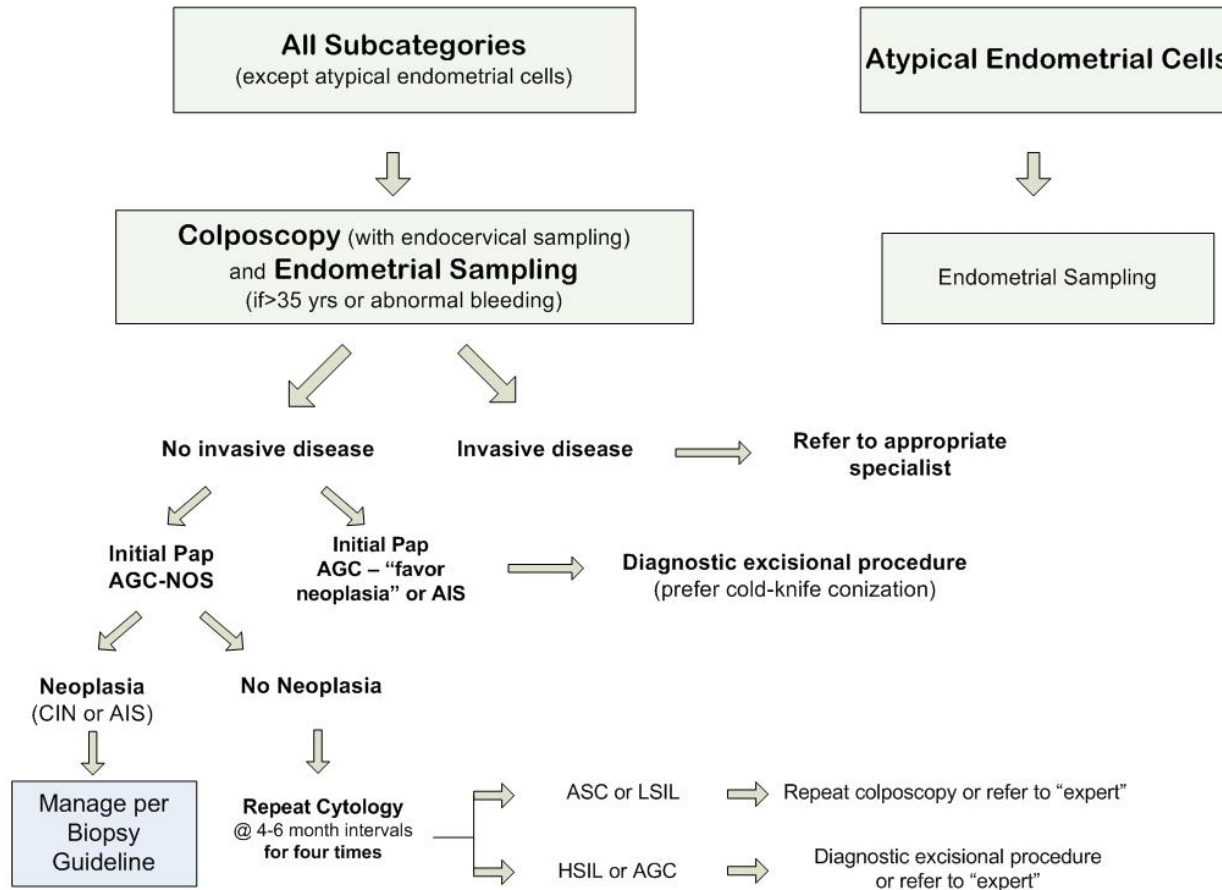 All Subcategories
(except atypical endometrial cells)
Atypical Endometrial Cells
Colposcopy (with endocervical sampling)
and Endometrial Sampling
(if>35 yrs or abnormal bleeding)
Endometrial Sampling
No invasive disease
Invasive disease
Refer to appropriate
specialist
Initial Pap
AGC-NOS
Initial Pap
AGC – “favor
neoplasia” or AIS
Diagnostic excisional procedure
(prefer cold-knife conization)
Neoplasia
(CIN or AIS)
No Neoplasia
Manage per
Biopsy
Guideline
Repeat Cytology
@ 4-6 month intervals
for four times
ASC or LSIL
Repeat colposcopy or refer to “expert”
HSIL or AGC
Diagnostic excisional procedure
or refer to “expert”